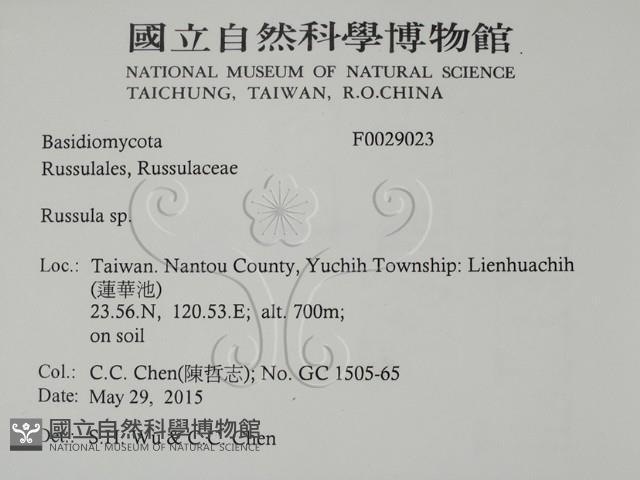 國立自然科學博物館
NATIONAL MUSEUM OF NATURAL SCIENCE
TAICHUNG, TAIWAN, R.O.CHINA
Basidiomycota F0029023
Russulales, Russulaceae
Russula sp.
Loc.: Taiwan. Nantou County, Yuchih Township: Lienhuachih
(蓮華池)
23.56.N, 120.53.E; alt. 700m;
on soil
Col.: C.C. Chen(陳哲志); No. GC 1505-65
Date: May 29, 2015
Det.: S.H. Wu & C.C. Chen
國立自然科學博物館
NATIONAL MUSEUM OF NATURAL SCIENCE